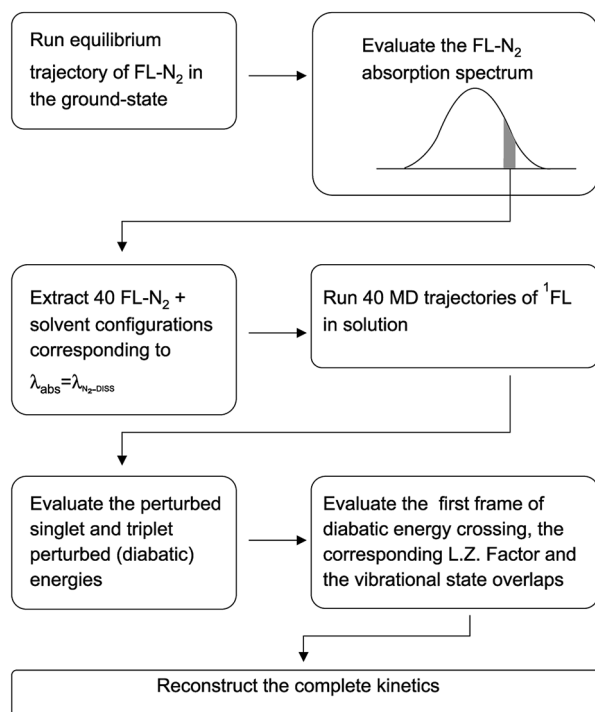 Run equilibrium
trajectory of FL-N₂ in
the ground-state
Evaluate the FL-N₂
absorption spectrum
Extract 40 FL-N₂ +
solvent configurations
corresponding to
λabs=λN₂-DISS
Run 40 MD trajectories of ¹FL
in solution
Evaluate the perturbed
singlet and triplet
perturbed (diabatic)
energies
Evaluate the first frame of
diabatic energy crossing, the
corresponding L.Z. Factor and
the vibrational state overlaps
Reconstruct the complete kinetics